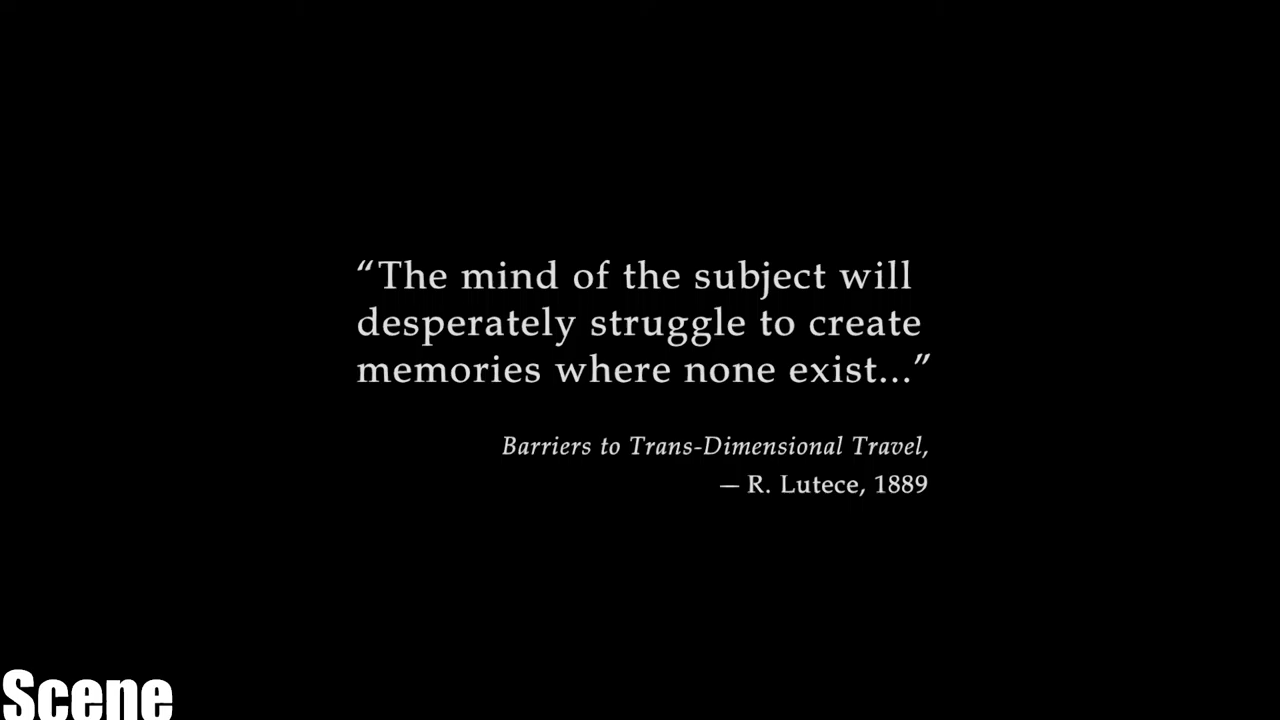 “The mind of the subject will
desperately struggle to create
memories where none exist...”
Barriers to Trans-Dimensional Travel,
— R. Lutece, 1889
Scene